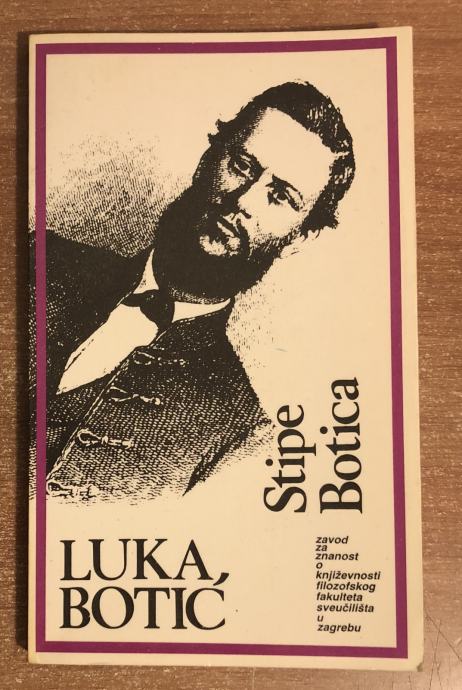 Stipe
Botica
LUKA
BOTIĆ
zavod
za
znanost
o
književnosti
filozofskog
fakulteta
sveučilišta
u
zagrebu